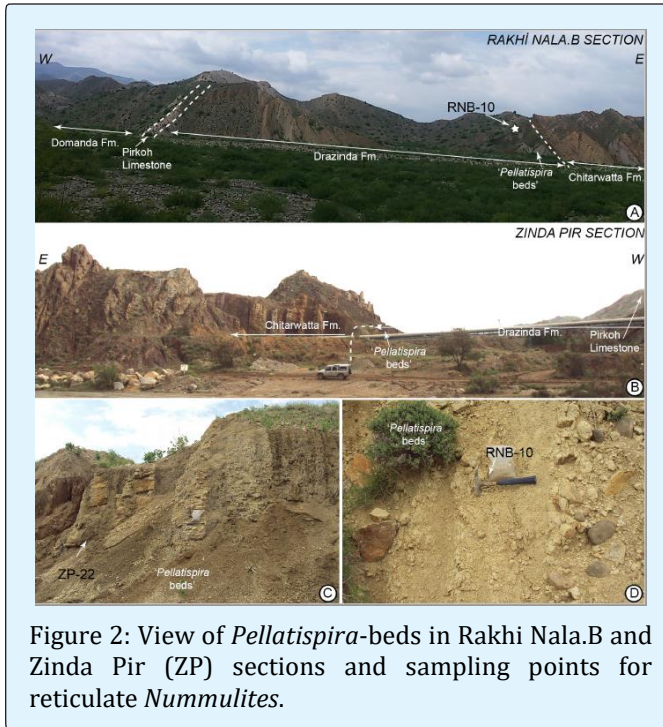 RAKHI NALA.B SECTION
W
E
RNB-10
Domanda Fm.
Pirkoh
Limestone
Drazinda Fm.
'Pellatispira
beds'
Chitarwatta Fm.
A
ZINDA PIR SECTION
E
W
Chitarwatta Fm.
'Pellatispira
beds'
Drazinda Fm.
Pirkoh
Limestone
B
ZP-22
'Pellatispira
beds'
C
'Pellatispira
beds'
RNB-10
D
Figure 2: View of Pellatispira-beds in Rakhi Nala.B and
Zinda Pir (ZP) sections and sampling points for
reticulate Nummulites.